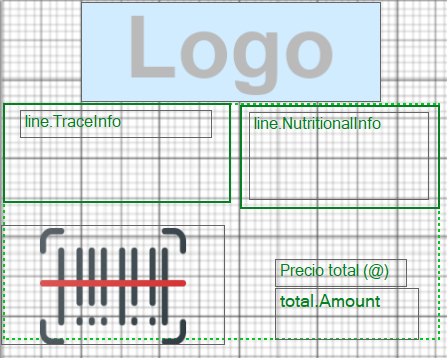 Logo
line.TraceInfo
line.NutritionalInfo
Precio total (@)
total.Amount